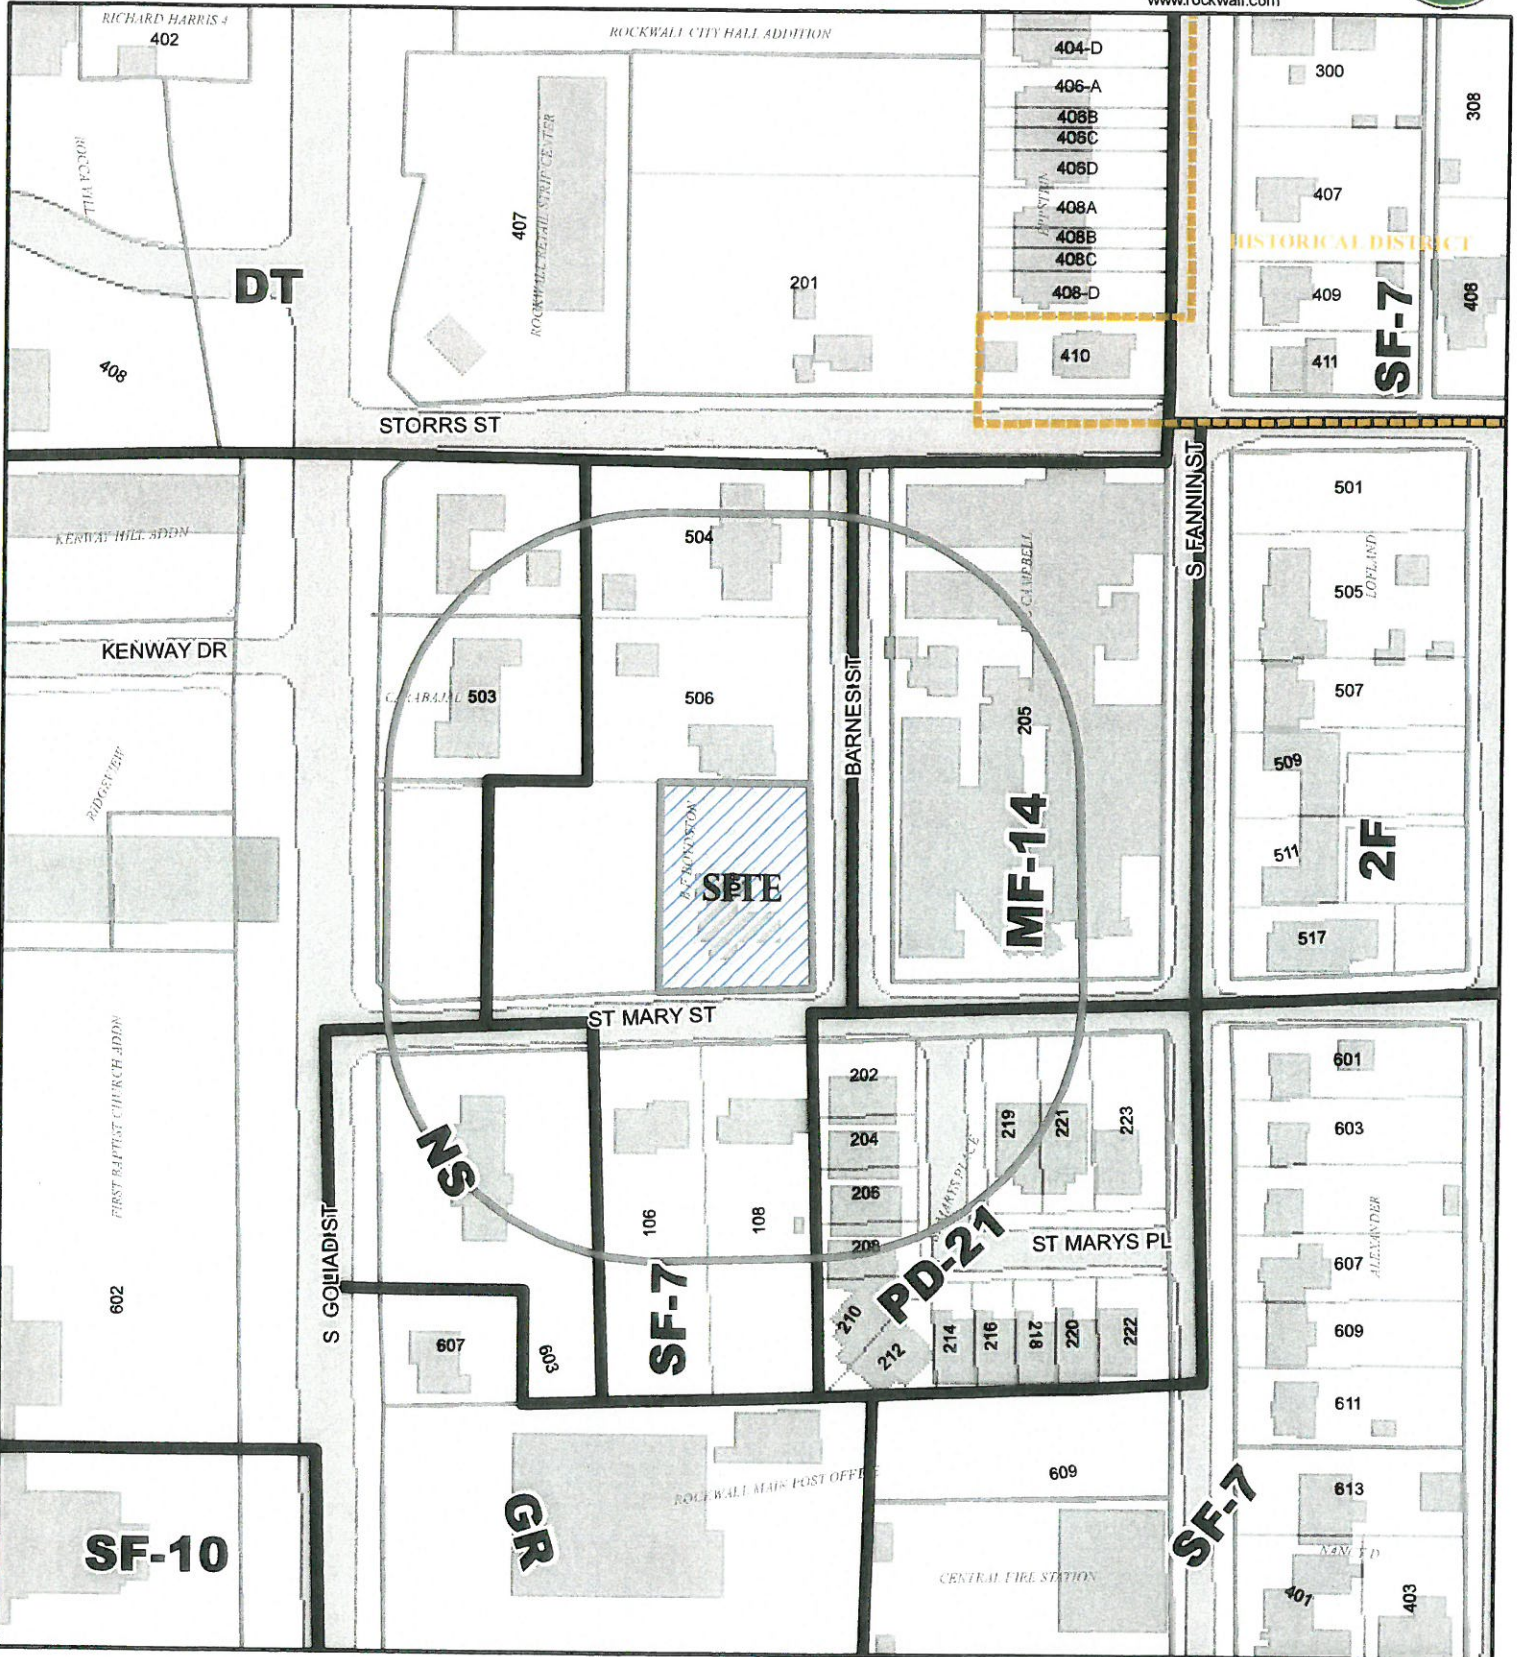 www.rockwall.com
RICHARD HARRIS 4
402
ROCKWALL CITY HALL ADDITION
404-D
406-A
406B
406C
406D
408A
408B
408C
408-D
EPPSTEIN
410
300
308
407
HISTORICAL DISTRICT
409
411
SF-7
406
ROCCA VILLA
DT
408
407
ROCKWALL RETAIL STRIP CENTER
201
STORRS ST
KENWAY HILL ADDN
KENWAY DR
RIDGEVIEW
503
504
506
BARNES ST
SITE
205
MF-14
S FANNIN ST
501
505
LOFLAND
507
509
511
2F
517
ST MARY ST
FIRST BAPTIST CHURCH ADDN
602
S GOLIAD ST
NS
106
108
SF-7
607
603
202
204
206
208
210
212
214
216
218
220
222
219
221
223
ST MARYS PLACE
ST MARYS PL
PD-21
601
603
607
ALEXANDER
609
611
613
NANCY D
401
403
SF-7
609
CENTRAL FIRE STATION
ROCKWALL MAIN POST OFFICE
GR
SF-10